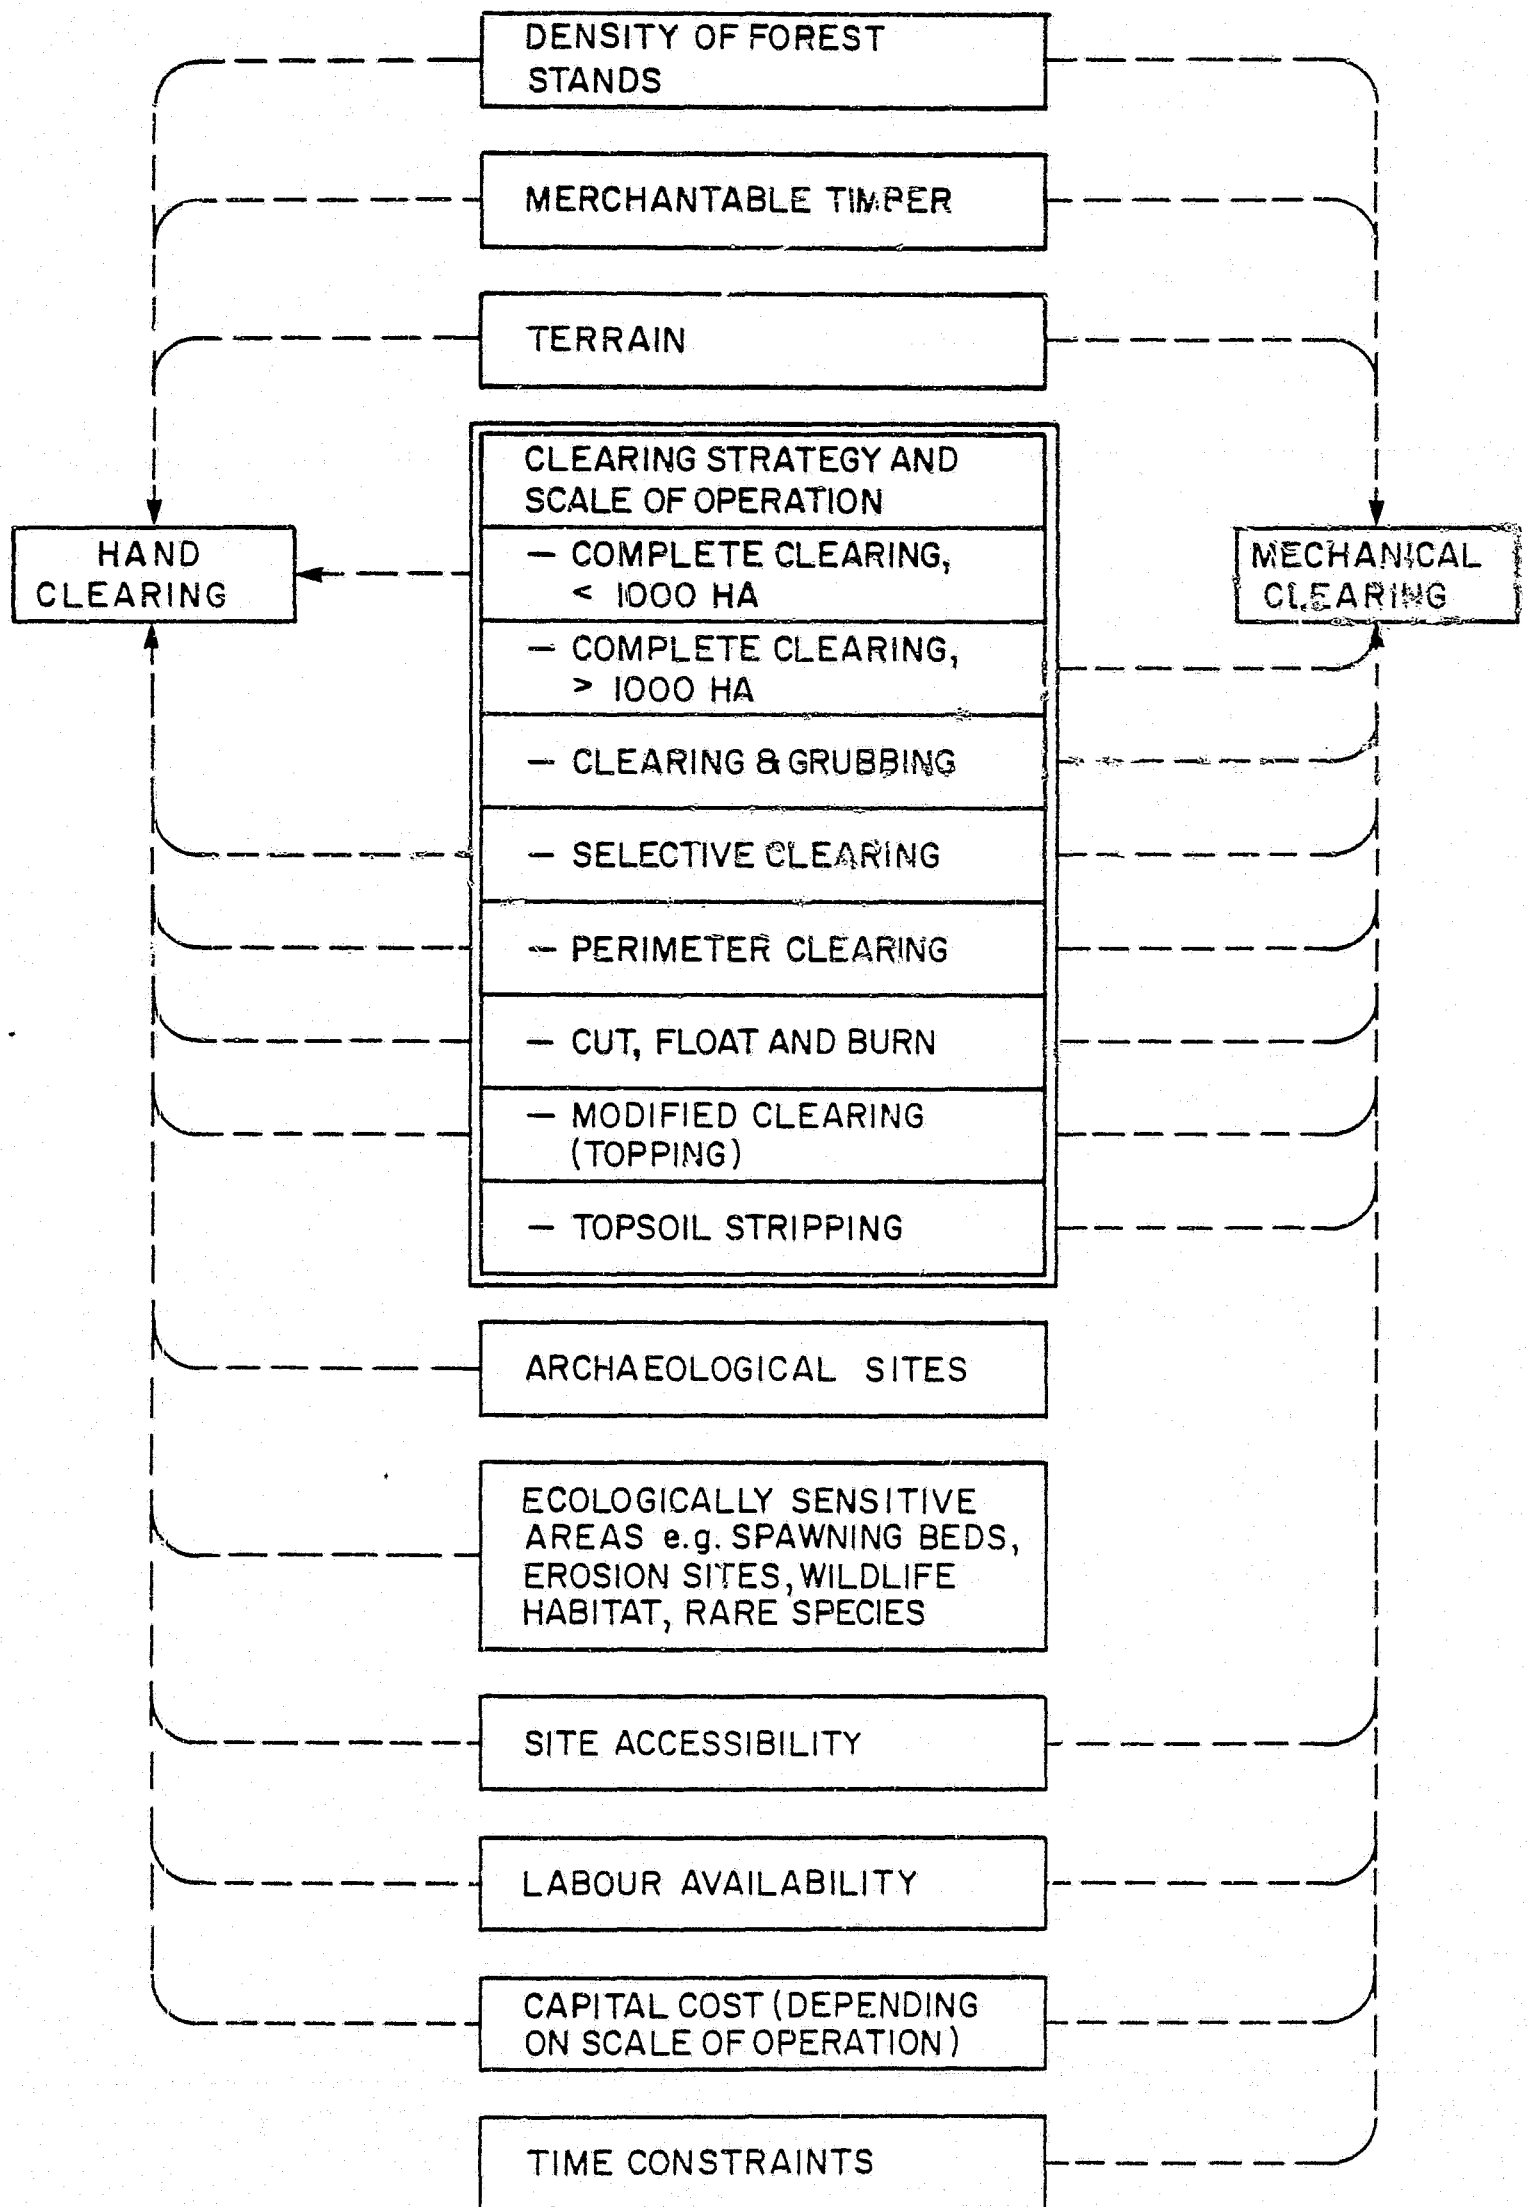 DENSITY OF FOREST
STANDS
MERCHANTABLE TIMPER
TERRAIN
CLEARING STRATEGY AND
SCALE OF OPERATION
HAND
CLEARING
— COMPLETE CLEARING,
< 1000 HA
MECHANICAL
CLEARING
— COMPLETE CLEARING,
> 1000 HA
— CLEARING & GRUBBING
— SELECTIVE CLEARING
— PERIMETER CLEARING
— CUT, FLOAT AND BURN
— MODIFIED CLEARING
(TOPPING)
— TOPSOIL STRIPPING
ARCHAEOLOGICAL SITES
ECOLOGICALLY SENSITIVE
AREAS e.g. SPAWNING BEDS,
EROSION SITES, WILDLIFE
HABITAT, RARE SPECIES
SITE ACCESSIBILITY
LABOUR AVAILABILITY
CAPITAL COST (DEPENDING
ON SCALE OF OPERATION)
TIME CONSTRAINTS